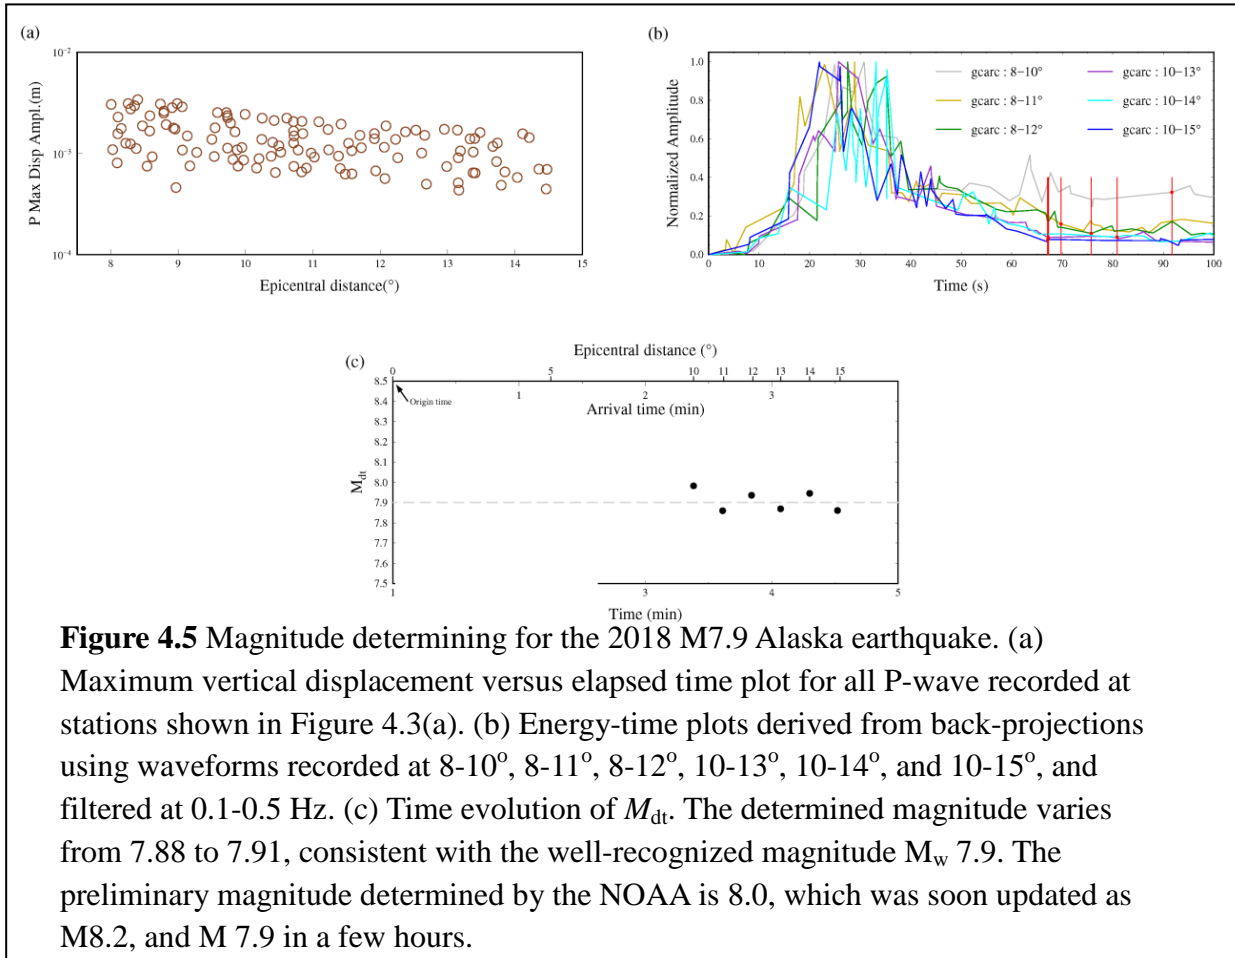 (a)
10⁻²
10⁻³
10⁻⁴
P Max Disp Ampl.(m)
8 9 10 11 12 13 14 15
Epicentral distance(°)
(b)
1.0
0.8
0.6
0.4
0.2
0.0
Normalized Amplitude
gcarc : 8−10° gcarc : 10−13°
gcarc : 8−11° gcarc : 10−14°
gcarc : 8−12° gcarc : 10−15°
0 10 20 30 40 50 60 70 80 90 100
Time (s)
(c)
Epicentral distance (°)
0 5 10 11 12 13 14 15
Origin time
1 2 3
Arrival time (min)
8.5
8.4
8.3
8.2
8.1
8.0
7.9
7.8
7.7
7.6
7.5
Mdt
1 3 4 5
Time (min)
Figure 4.5 Magnitude determining for the 2018 M7.9 Alaska earthquake. (a)
Maximum vertical displacement versus elapsed time plot for all P-wave recorded at
stations shown in Figure 4.3(a). (b) Energy-time plots derived from back-projections
using waveforms recorded at 8-10o, 8-11o, 8-12o, 10-13o, 10-14o, and 10-15o, and
filtered at 0.1-0.5 Hz. (c) Time evolution of Mdt. The determined magnitude varies
from 7.88 to 7.91, consistent with the well-recognized magnitude Mw 7.9. The
preliminary magnitude determined by the NOAA is 8.0, which was soon updated as
M8.2, and M 7.9 in a few hours.